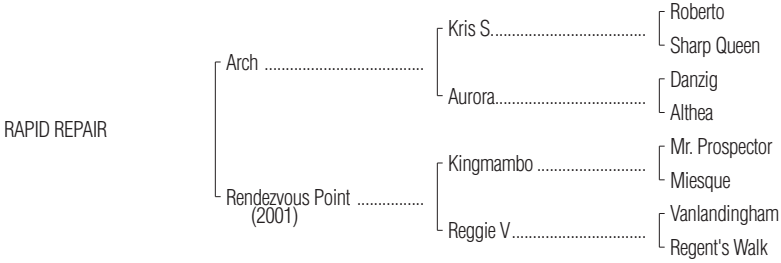 Roberto
Kris S.
Sharp Queen
Arch
Danzig
Aurora
Althea
RAPID REPAIR
Mr. Prospector
Kingmambo
Miesque
Rendezvous Point
(2001)
Vanlandingham
Reggie V
Regent's Walk